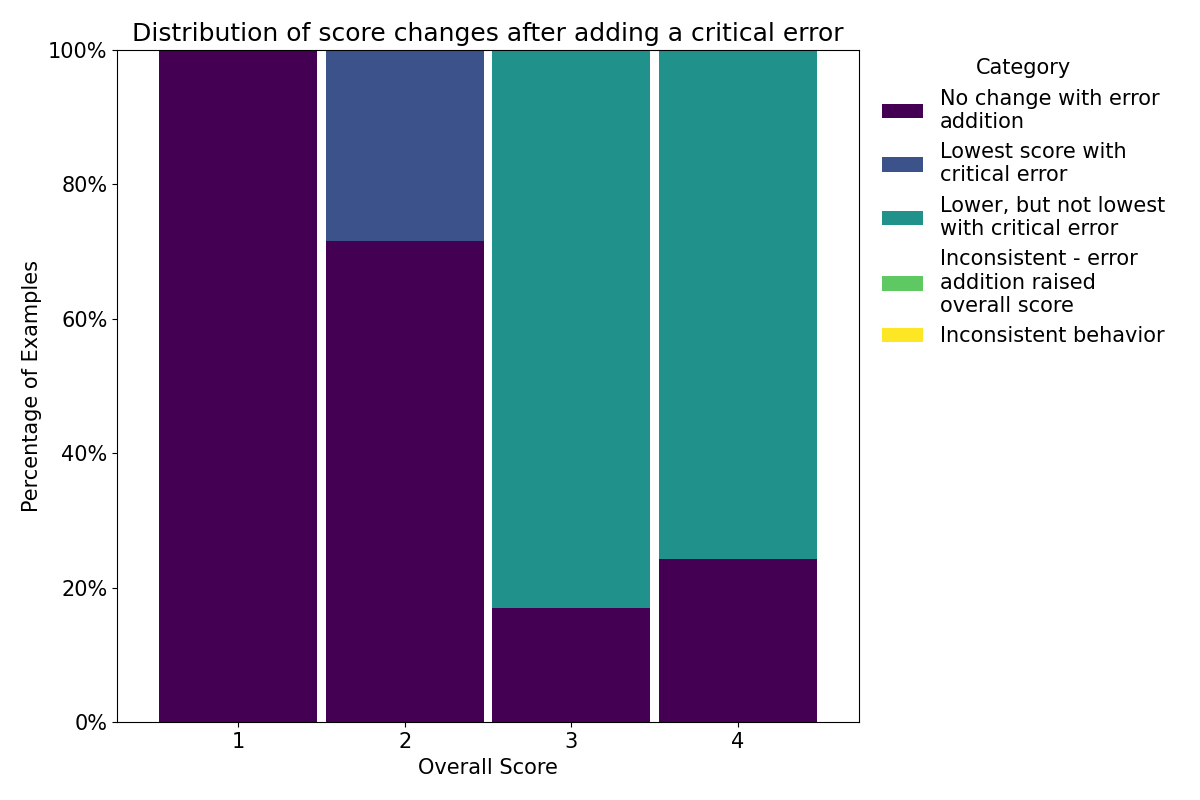 Distribution of score changes after adding a critical error
100%
80%
60%
40%
20%
0%
Percentage of Examples
1 2 3 4
Overall Score
Category
No change with error
addition
Lowest score with
critical error
Lower, but not lowest
with critical error
Inconsistent - error
addition raised
overall score
Inconsistent behavior